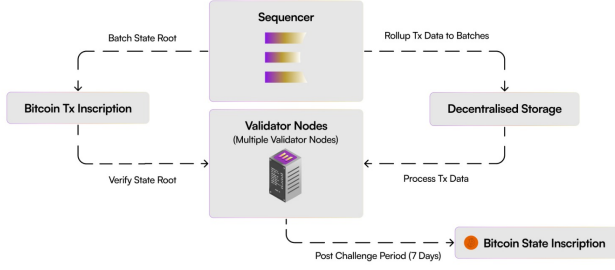 Sequencer
Batch State Root
Rollup Tx Data to Batches
Bitcoin Tx Inscription
Decentralised Storage
Validator Nodes
(Multiple Validator Nodes)
Verify State Root
Process Tx Data
Bitcoin State Inscription
Post Challenge Period (7 Days)